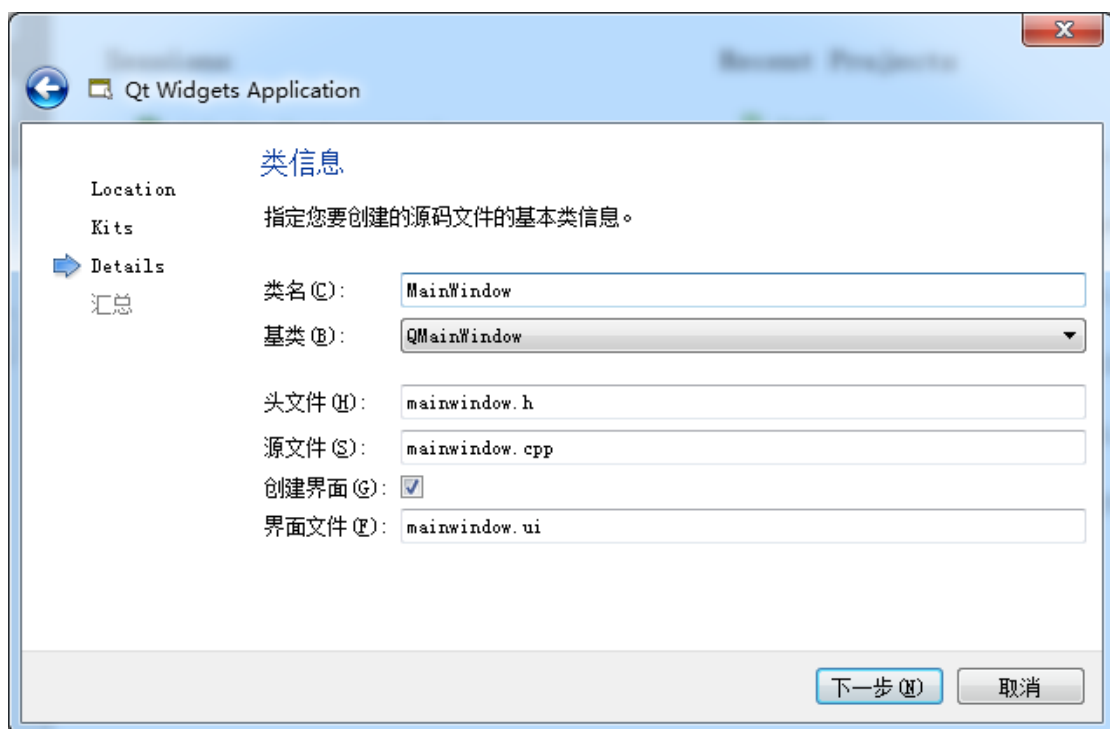 Recent Projects
Qt Widgets Application
Location
Kits
Details
汇总
类信息
指定您要创建的源码文件的基本类信息。
类名(C): MainWindow
基类(B): QMainWindow
头文件(H): mainwindow.h
源文件(S): mainwindow.cpp
创建界面(G):
界面文件(F): mainwindow.ui
下一步(N) 取消